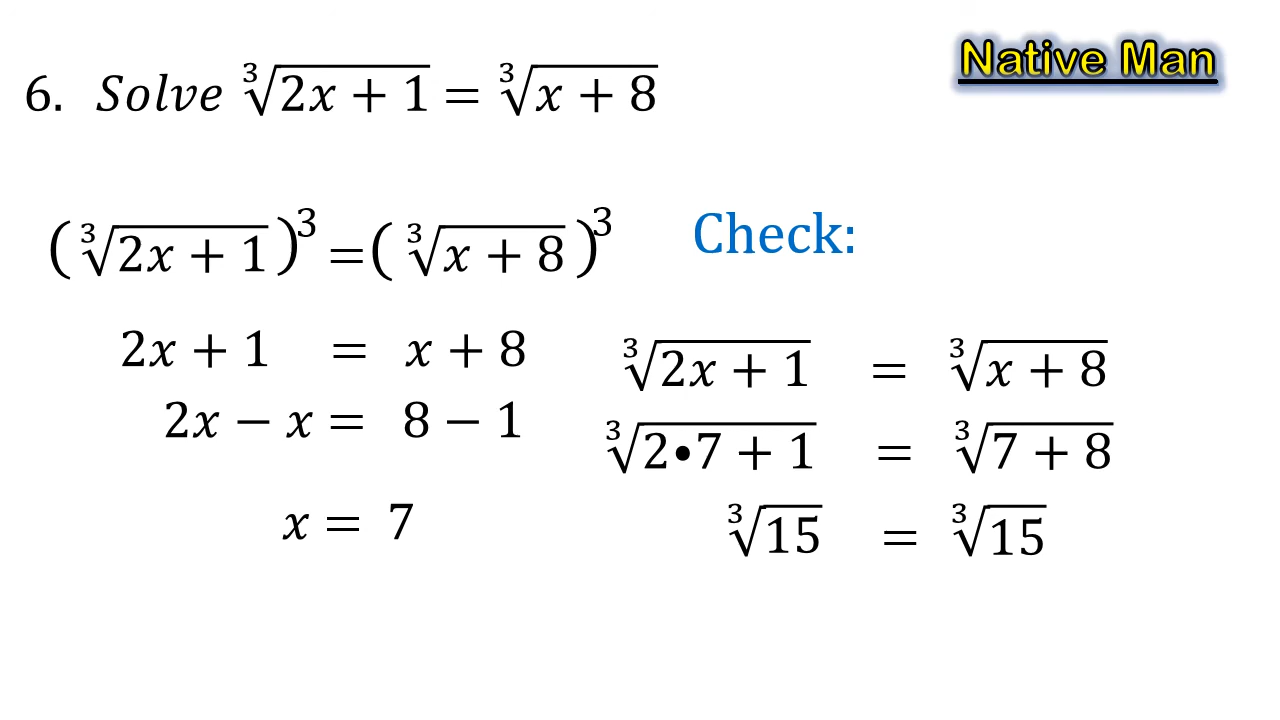 Native Man
6. Solve ∛(2x + 1) = ∛(x + 8)
(∛(2x + 1))³ = (∛(x + 8))³
2x + 1 = x + 8
2x − x = 8 − 1
x = 7
Check:
∛(2x + 1) = ∛(x + 8)
∛(2•7 + 1) = ∛(7 + 8)
∛15 = ∛15